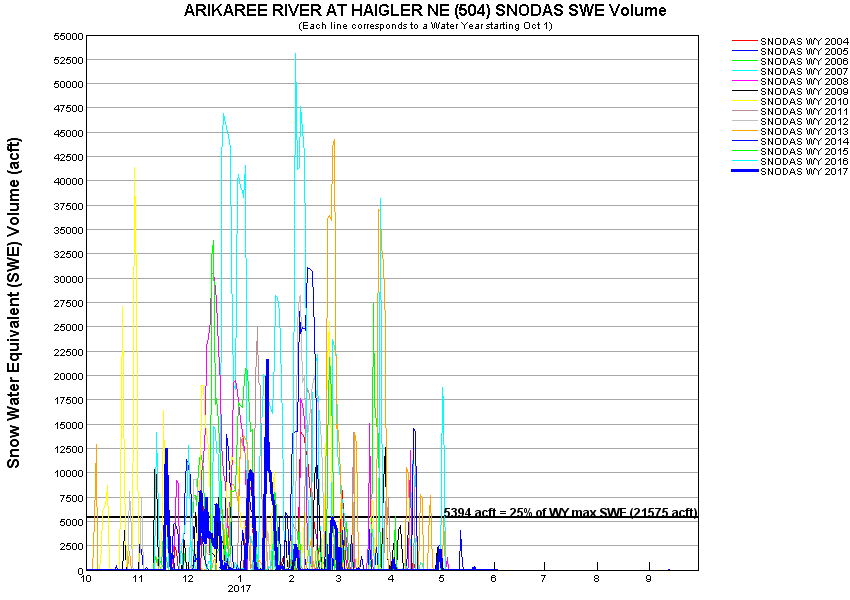 ARIKAREE RIVER AT HAIGLER NE (504) SNODAS SWE Volume
(Each line corresponds to a Water Year starting Oct 1)
Snow Water Equivalent (SWE) Volume (acft)
55000
52500
50000
47500
45000
42500
40000
37500
35000
32500
30000
27500
25000
22500
20000
17500
15000
12500
10000
7500
5000
2500
0
5394 acft = 25% of WY max SWE (21575 acft)
10 11 12 1 2 3 4 5 6 7 8 9
2017
SNODAS WY 2004
SNODAS WY 2005
SNODAS WY 2006
SNODAS WY 2007
SNODAS WY 2008
SNODAS WY 2009
SNODAS WY 2010
SNODAS WY 2011
SNODAS WY 2012
SNODAS WY 2013
SNODAS WY 2014
SNODAS WY 2015
SNODAS WY 2016
SNODAS WY 2017